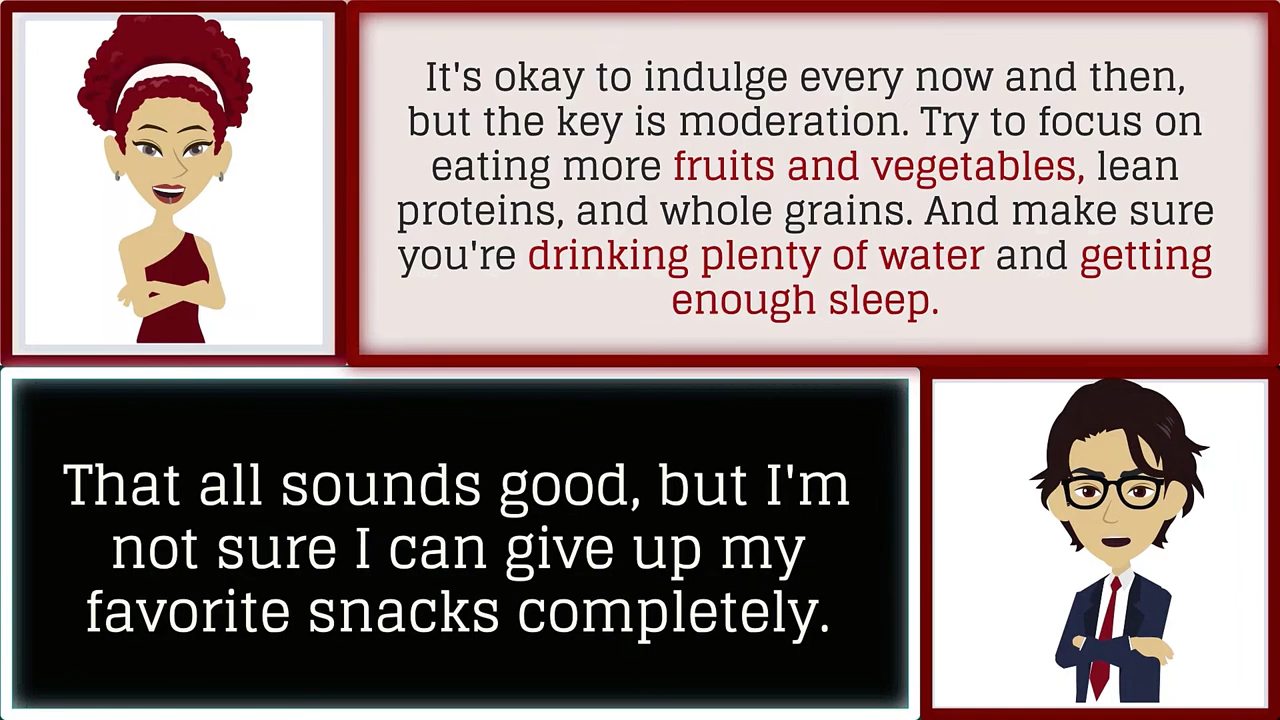 It's okay to indulge every now and then,
but the key is moderation. Try to focus on
eating more fruits and vegetables, lean
proteins, and whole grains. And make sure
you're drinking plenty of water and getting
enough sleep.
That all sounds good, but I'm
not sure I can give up my
favorite snacks completely.